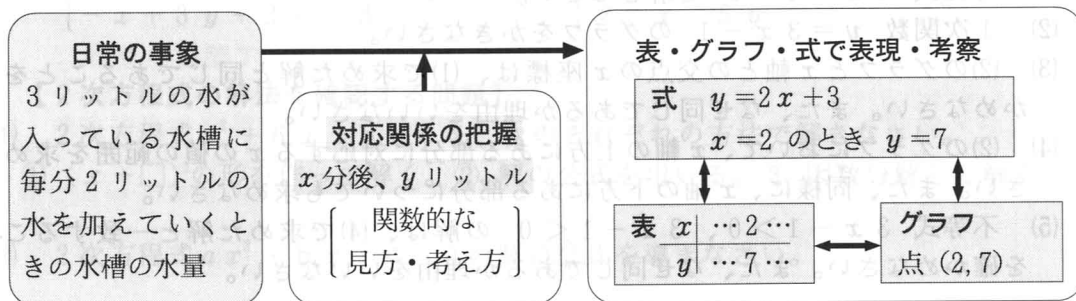 日常の事象
3リットルの水が
入っている水槽に
毎分2リットルの
水を加えていくと
きの水槽の水量
対応関係の把握
x分後、yリットル
関数的な
見方・考え方
表・グラフ・式で表現・考察
式 y=2x+3
x=2のとき y=7
表 x ‥2‥
y ‥7‥
グラフ
点(2,7)